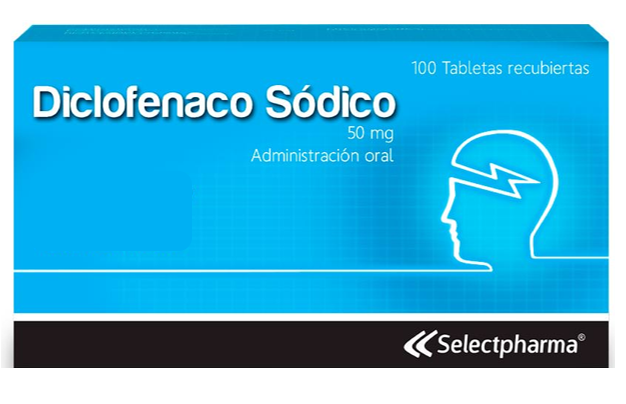 100 Tabletas recubiertas
Diclofenaco Sódico
50 mg
Administración oral
Selectpharma®